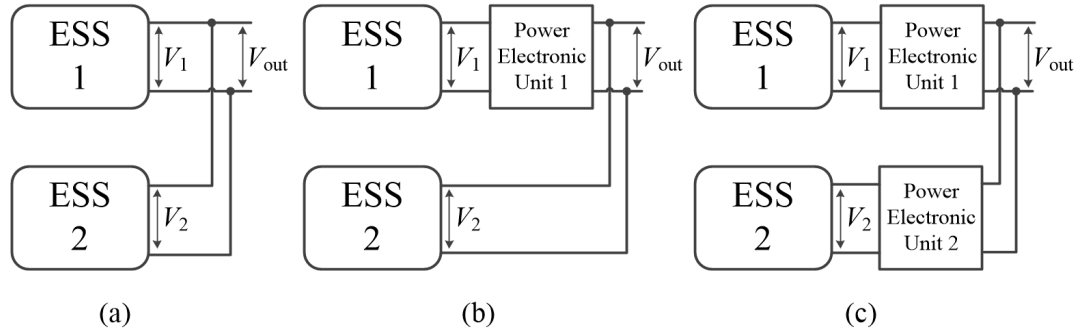 ESS
1
V1
Vout
ESS
2
V2
(a)
ESS
1
V1
Power
Electronic
Unit 1
Vout
ESS
2
V2
(b)
ESS
1
V1
Power
Electronic
Unit 1
Vout
ESS
2
V2
Power
Electronic
Unit 2
(c)